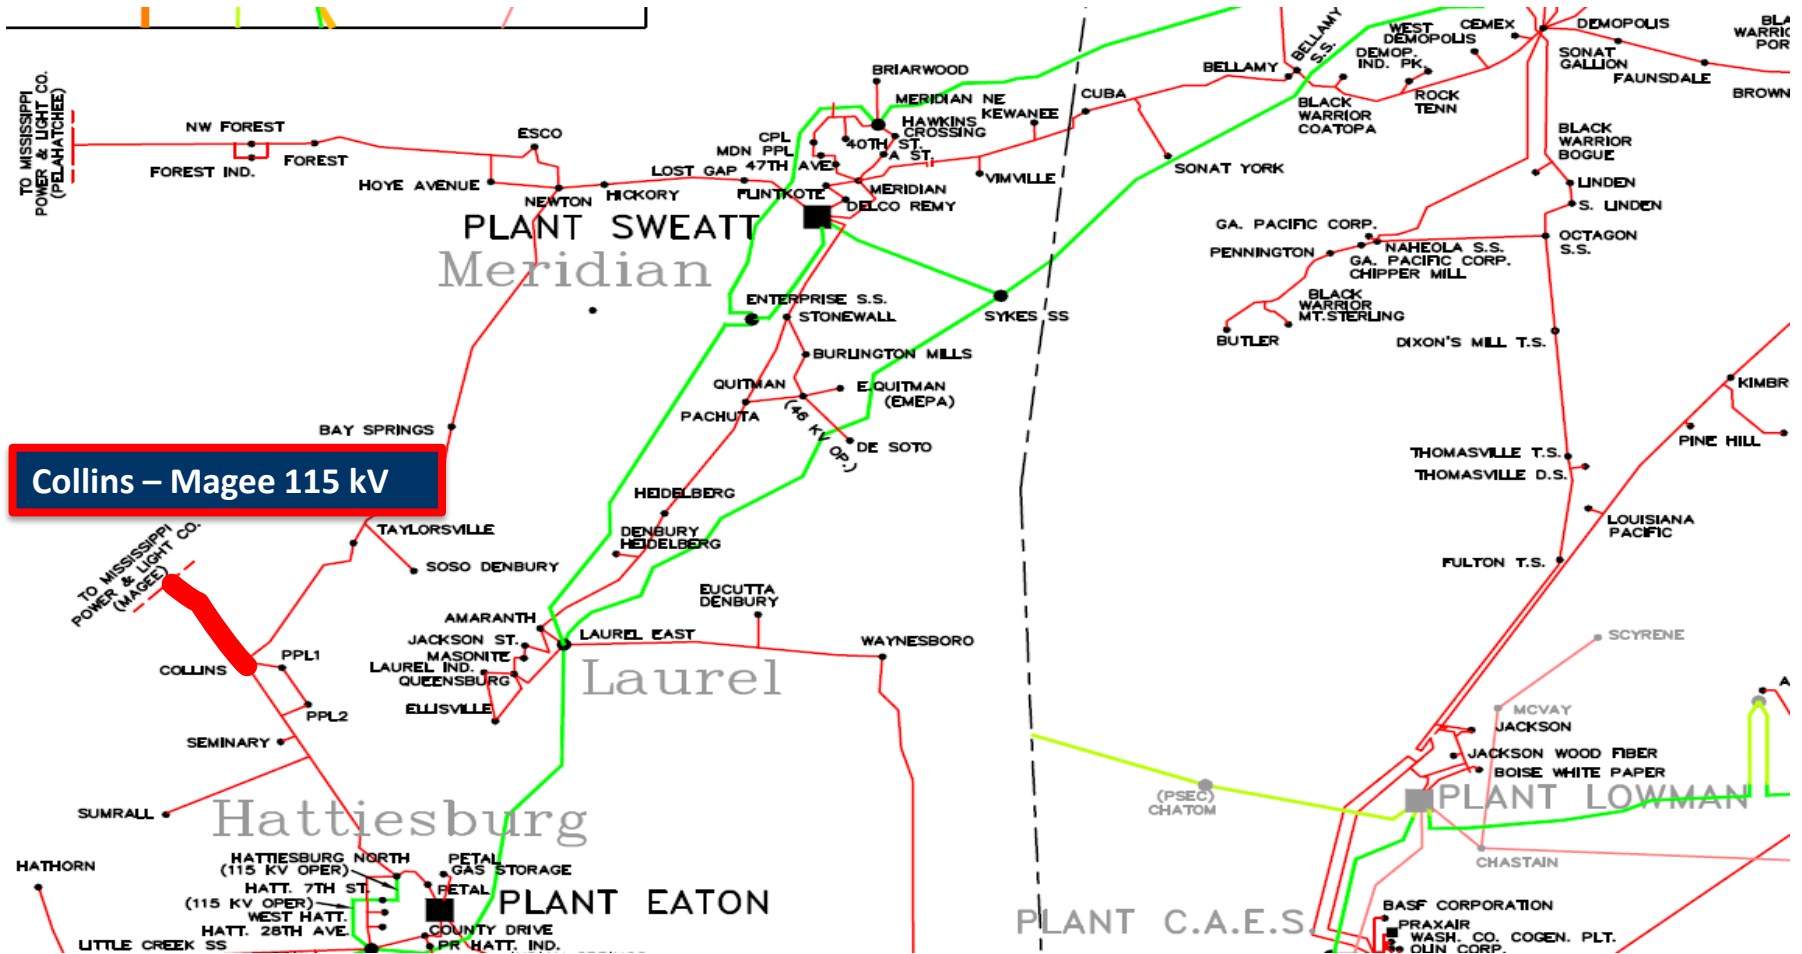 BELLAMY
S.S.
WEST
DEMOPOLIS
CEMEX
DEMOPOLIS
DEMOP.
IND. PK.
SONAT
GALLION
FAUNSDALE
BROWN
BELLAMY
BLACK
WARRIOR
COATOPA
ROCK
TENN
BRIARWOOD
MERIDIAN NE
HAWKINS
CROSSING
KEWANEE
CUBA
CPL
MDN PPL
40TH ST.
47TH AVE
A ST.
VIMVILLE
SONAT YORK
TO MISSISSIPPI
POWER & LIGHT CO.
(PELAHATCHEE)
NW FOREST
FOREST IND.
FOREST
ESCO
HOYE AVENUE
NEWTON
HICKORY
LOST GAP
FLINTKOTE
MERIDIAN
DELCO REMY
PLANT SWEATT
Meridian
BLACK
WARRIOR
BOGUE
LINDEN
S. LINDEN
OCTAGON
S.S.
GA. PACIFIC CORP.
PENNINGTON
NAHEOLA S.S.
GA. PACIFIC CORP.
CHIPPER MILL
BLACK
WARRIOR
MT.STERLING
BUTLER
DIXON'S MILL T.S.
ENTERPRISE S.S.
STONEWALL
SYKES SS
BURLINGTON MILLS
QUITMAN
E.QUITMAN
(EMEPA)
PACHUTA
(46 KV OP.)
DE SOTO
KIMBR
PINE HILL
BAY SPRINGS
THOMASVILLE T.S.
THOMASVILLE D.S.
LOUISIANA
PACIFIC
FULTON T.S.
Collins – Magee 115 kV
HEIDELBERG
DENBURY
HEIDELBERG
TAYLORSVILLE
SOSO DENBURY
TO MISSISSIPPI
POWER & LIGHT CO.
(MAGEE)
EUCUTTA
DENBURY
AMARANTH
JACKSON ST.
MASONITE
LAUREL IND.
QUEENSBURG
ELLISVILLE
LAUREL EAST
WAYNESBORO
Laurel
COLLINS
PPL1
PPL2
SEMINARY
SUMRALL
SCYRENE
MCVAY
JACKSON
JACKSON WOOD FIBER
BOISE WHITE PAPER
(PSEC)
CHATOM
PLANT LOWMAN
CHASTAIN
Hattiesburg
HATHORN
HATTIESBURG NORTH
(115 KV OPER)
HATT. 7TH ST.
(115 KV OPER)
WEST HATT.
HATT. 28TH AVE.
LITTLE CREEK SS
PETAL
GAS STORAGE
PETAL
PLANT EATON
COUNTY DRIVE
PR HATT. IND.
PLANT C.A.E.S.
BASF CORPORATION
PRAXAIR
WASH. CO. COGEN. PLT.
OLIN CORP.